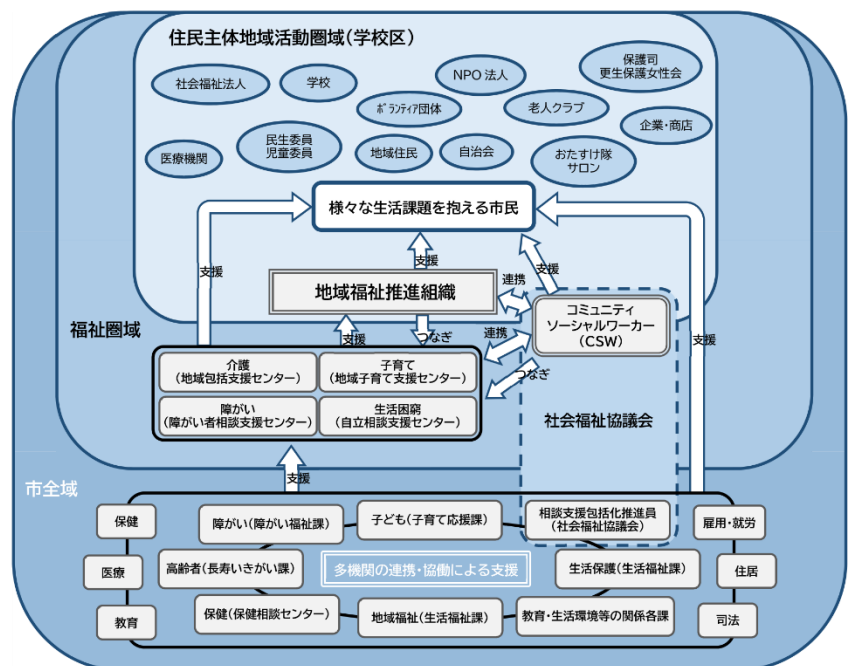 住民主体地域活動圏域(学校区)
社会福祉法人
学校
NPO 法人
保護司
更生保護女性会
ボランティア団体
老人クラブ
企業・商店
医療機関
民生委員
児童委員
地域住民
自治会
おたすけ隊
サロン
様々な生活課題を抱える市民
支援
支援
支援
連携
地域福祉推進組織
コミュニティ
ソーシャルワーカー
(CSW)
福祉圏域
支援
つなぎ
連携
支援
介護
(地域包括支援センター)
子育て
(地域子育て支援センター)
つなぎ
障がい
(障がい者相談支援センター)
生活困窮
(自立相談支援センター)
社会福祉協議会
支援
市全域
保健
障がい(障がい福祉課)
子ども(子育て応援課)
相談支援包括化推進員
(社会福祉協議会)
雇用・就労
医療
高齢者(長寿いきがい課)
多機関の連携・協働による支援
生活保護(生活福祉課)
住居
教育
保健(保健相談センター)
地域福祉(生活福祉課)
教育・生活環境等の関係各課
司法